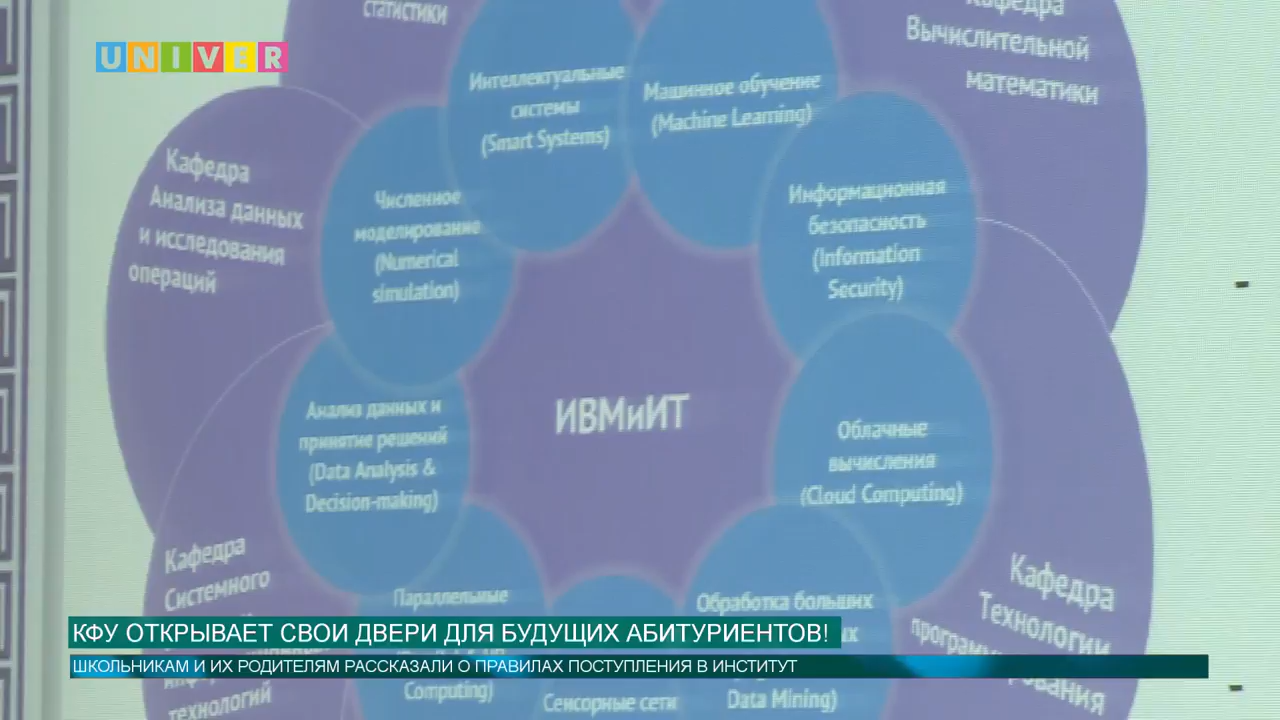 UNIVER
статистики
Кафедра
Вычислительной
математики
Интеллектуальные
системы
(Smart Systems)
Машинное обучение
(Machine Learning)
Кафедра
Анализа данных
и исследования
операций
Численное
моделирование
(Numerical
simulation)
Информационная
безопасность
(Information
Security)
ИВМиИТ
Анализ данных и
принятие решений
(Data Analysis &
Decision-making)
Облачные
вычисления
(Cloud Computing)
Кафедра
Системного
технологий
Параллельные
Computing)
Сенсорные сети
Обработка больших
Data Mining)
Кафедра
Технологии
КФУ ОТКРЫВАЕТ СВОИ ДВЕРИ ДЛЯ БУДУЩИХ АБИТУРИЕНТОВ!
ШКОЛЬНИКАМ И ИХ РОДИТЕЛЯМ РАССКАЗАЛИ О ПРАВИЛАХ ПОСТУПЛЕНИЯ В ИНСТИТУТ